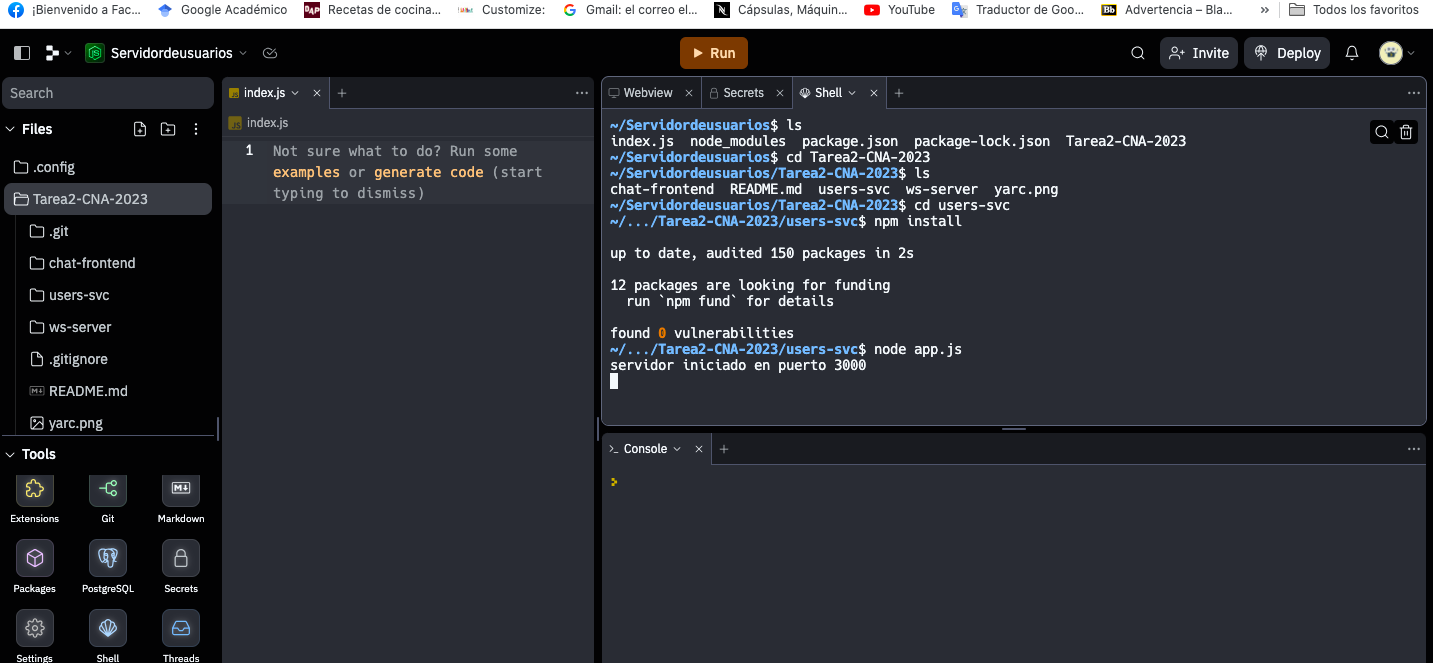 ¡Bienvenido a Fac...
Google Académico
Recetas de cocina...
Customize:
Gmail: el correo el...
Cápsulas, Máquin...
YouTube
Traductor de Goo...
Bb Advertencia – Bla...
»
Todos los favoritos
Servidordeusuarios
Run
Invite
Deploy
Search
Files
.config
Tarea2-CNA-2023
.git
chat-frontend
users-svc
ws-server
.gitignore
README.md
yarc.png
Tools
Extensions
Git
Markdown
Packages
PostgreSQL
Secrets
Settings
Shell
Threads
index.js
index.js
1 Not sure what to do? Run some
examples or generate code (start
typing to dismiss)
Webview
Secrets
Shell
~/Servidordeusuarios$ ls
index.js node_modules package.json package-lock.json Tarea2-CNA-2023
~/Servidordeusuarios$ cd Tarea2-CNA-2023
~/Servidordeusuarios/Tarea2-CNA-2023$ ls
chat-frontend README.md users-svc ws-server yarc.png
~/Servidordeusuarios/Tarea2-CNA-2023$ cd users-svc
~/.../Tarea2-CNA-2023/users-svc$ npm install
up to date, audited 150 packages in 2s
12 packages are looking for funding
run `npm fund` for details
found 0 vulnerabilities
~/.../Tarea2-CNA-2023/users-svc$ node app.js
servidor iniciado en puerto 3000
Console